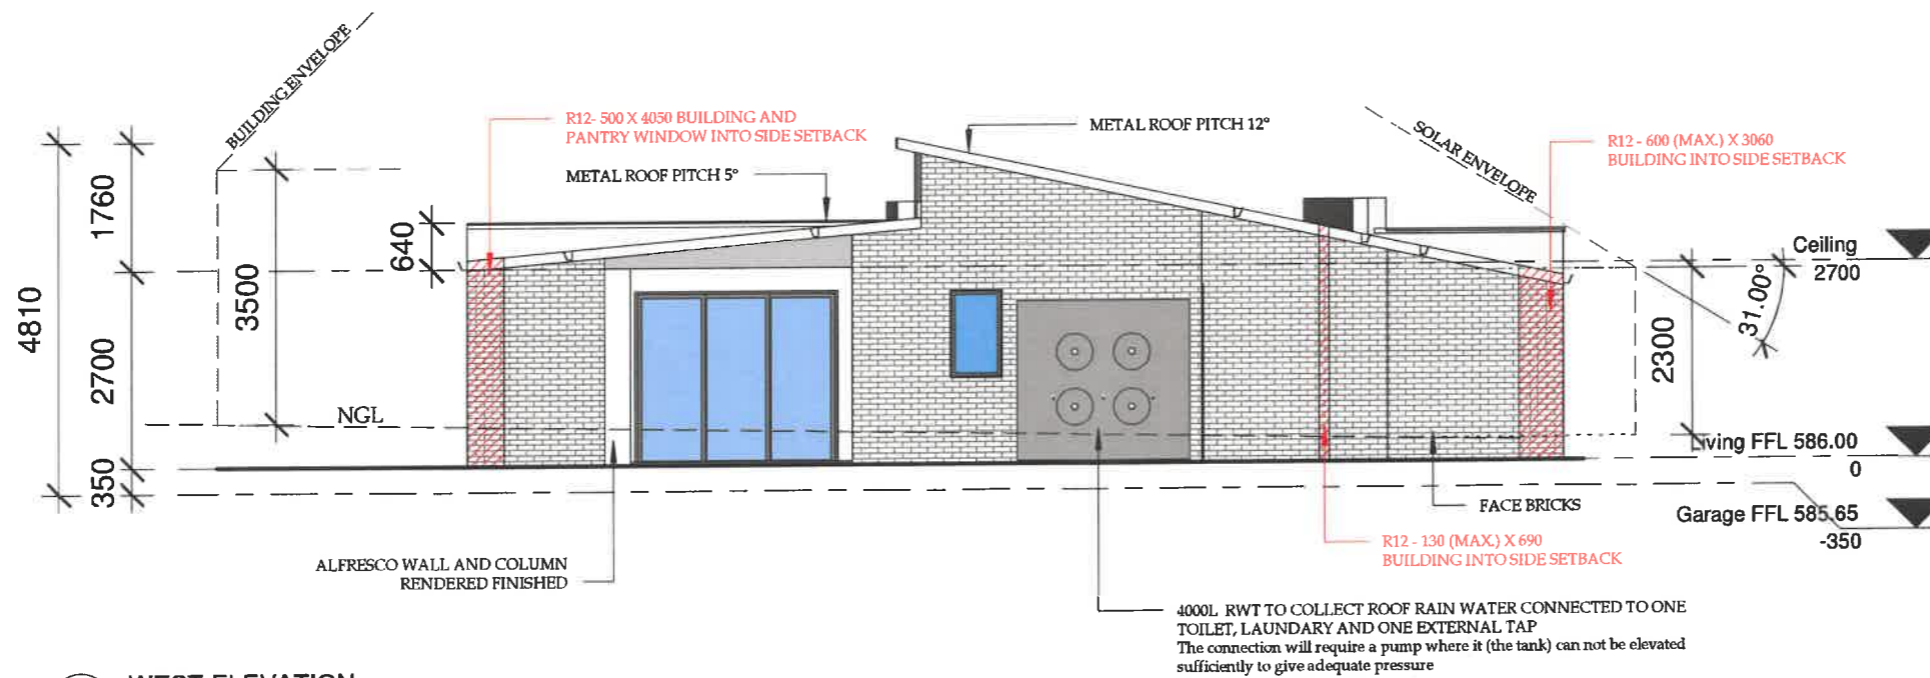 BUILDING ENVELOPE
R12- 500 X 4050 BUILDING AND
PANTRY WINDOW INTO SIDE SETBACK
METAL ROOF PITCH 5°
METAL ROOF PITCH 12°
SOLAR ENVELOPE
R12 - 600 (MAX.) X 3060
BUILDING INTO SIDE SETBACK
4810
1760
2700
350
3500
640
NGL
Ceiling
2700
31.00°
2300
iving FFL 586.00
0
Garage FFL 585.65
-350
FACE BRICKS
R12 - 130 (MAX.) X 690
BUILDING INTO SIDE SETBACK
ALFRESCO WALL AND COLUMN
RENDERED FINISHED
4000L RWT TO COLLECT ROOF RAIN WATER CONNECTED TO ONE
TOILET, LAUNDARY AND ONE EXTERNAL TAP
The connection will require a pump where it (the tank) can not be elevated
sufficiently to give adequate pressure
WEST ELEVATION